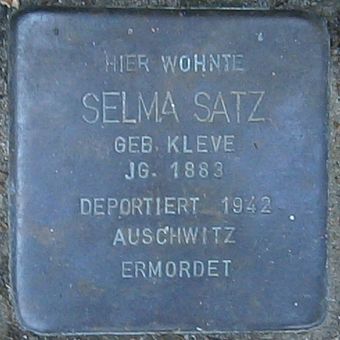 HIER WOHNTE
SELMA SATZ
GEB. KLEVE
JG. 1883
DEPORTIERT 1942
AUSCHWITZ
ERMORDET